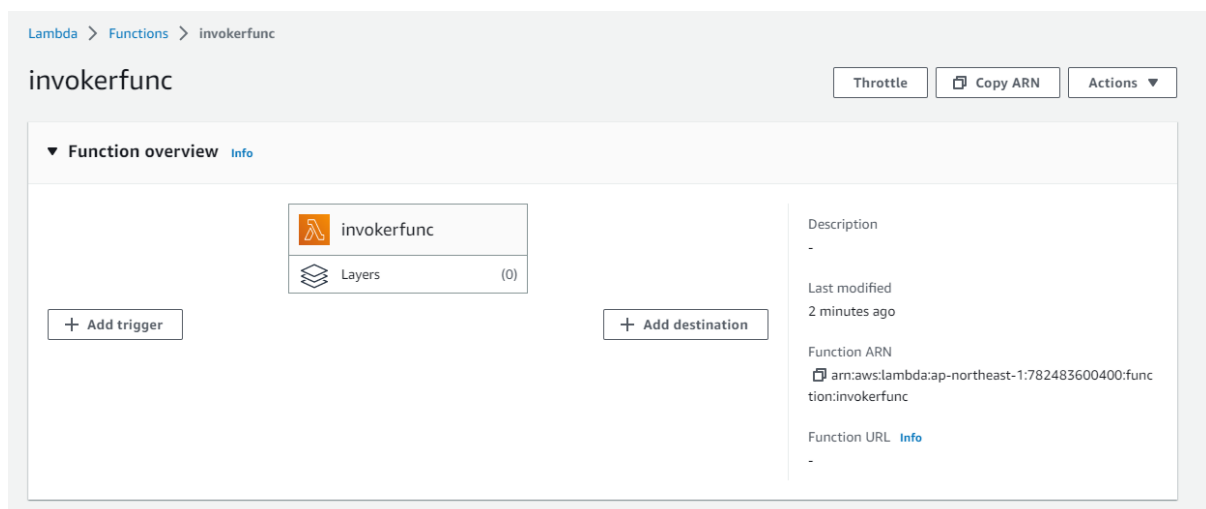 Lambda > Functions > invokerfunc
invokerfunc
Throttle
Copy ARN
Actions ▼
▼ Function overview Info
invokerfunc
Layers (0)
+ Add trigger
+ Add destination
Description
-
Last modified
2 minutes ago
Function ARN
arn:aws:lambda:ap-northeast-1:782483600400:func
tion:invokerfunc
Function URL Info
-